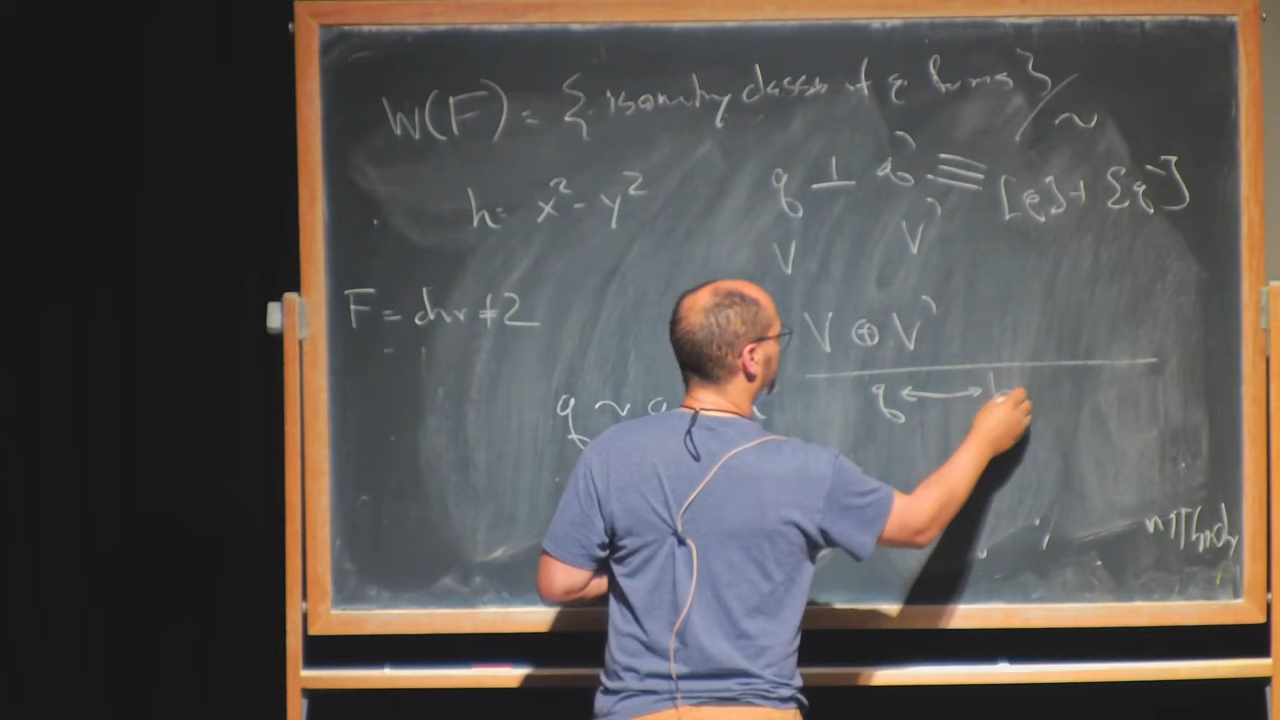 W(F) = { isometry classes of q forms } / ~
h = x² - y²
q ⊥ q' ≡ [q] + [q']
V V'
F = char ≠ 2
V ⊕ V'
q ~ q
q ↔ b